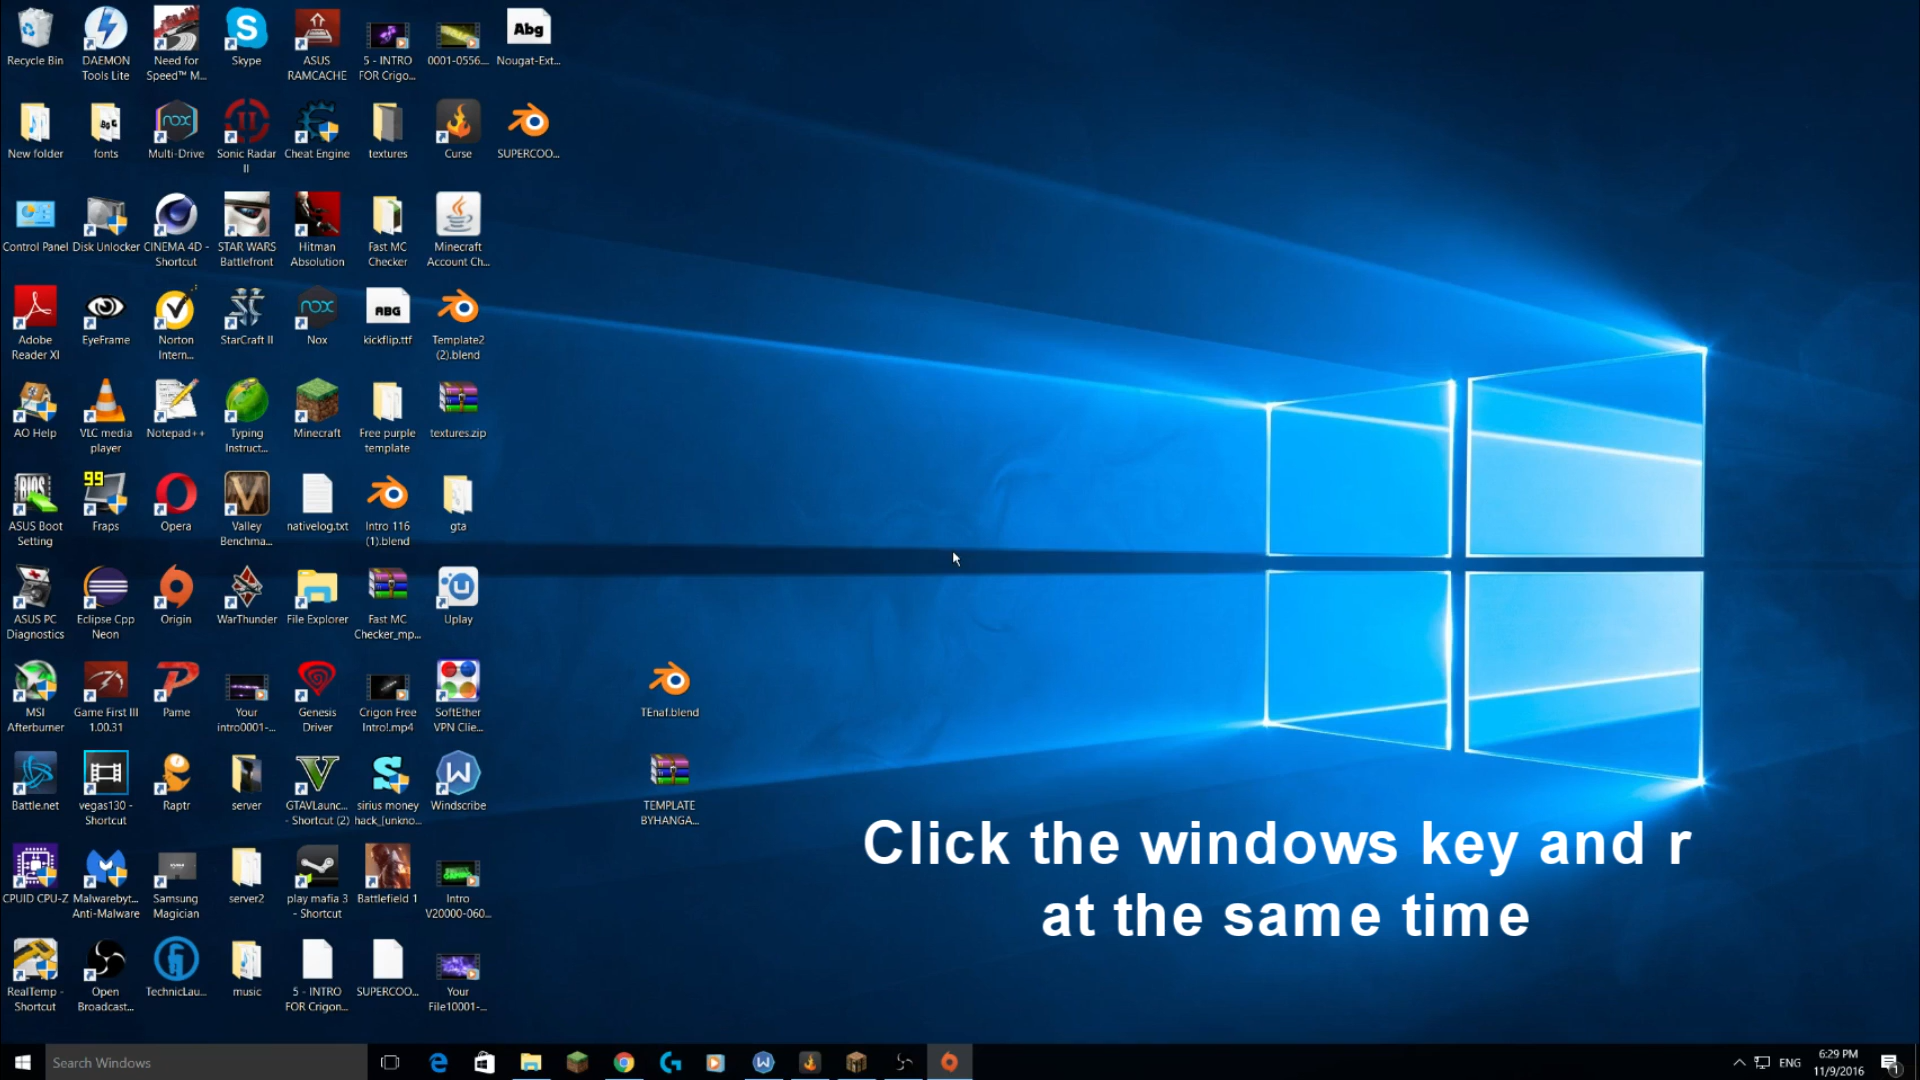 Recycle Bin
DAEMON
Tools Lite
Need for
Speed™ M...
Skype
ASUS
RAMCACHE
5 - INTRO
FOR Crigo...
0001-0556....
Abg
Nougat-Ext...
New folder
fonts
nox
Multi-Drive
Sonic Radar
II
Cheat Engine
textures
Curse
SUPERCOO...
Control Panel
Disk Unlocker
CINEMA 4D -
Shortcut
STAR WARS
Battlefront
Hitman
Absolution
Fast MC
Checker
Minecraft
Account Ch...
Adobe
Reader XI
EyeFrame
Norton
Intern...
StarCraft II
nox
Nox
ABG
kickflip.ttf
Template2
(2).blend
AO Help
VLC media
player
Notepad++
Typing
Instruct...
Minecraft
Free purple
template
textures.zip
BIOS
ASUS Boot
Setting
99
Fraps
Opera
Valley
Benchma...
nativelog.txt
Intro 116
(1).blend
gta
ASUS PC
Diagnostics
Eclipse Cpp
Neon
Origin
WarThunder
File Explorer
Fast MC
Checker_mp...
Uplay
MSI
Afterburner
Game First III
1.00.31
Pame
Your
intro0001-...
Genesis
Driver
Crigon Free
Intro!.mp4
SoftEther
VPN Clie...
TEnaf.blend
Battle.net
vegas130 -
Shortcut
Raptr
server
GTAVLaunc...
- Shortcut (2)
sirius money
hack_[unkno...
Windscribe
TEMPLATE
BYHANGA...
CPUID CPU-Z
Malwarebyt...
Anti-Malware
Samsung
Magician
server2
play mafia 3
- Shortcut
Battlefield 1
Intro
V20000-060...
RealTemp -
Shortcut
Open
Broadcast...
TechnicLau...
music
5 - INTRO
FOR Crigon...
SUPERCOO...
Your
File10001-...
Click the windows key and r
at the same time
Search Windows
ENG
6:29 PM
11/9/2016
1